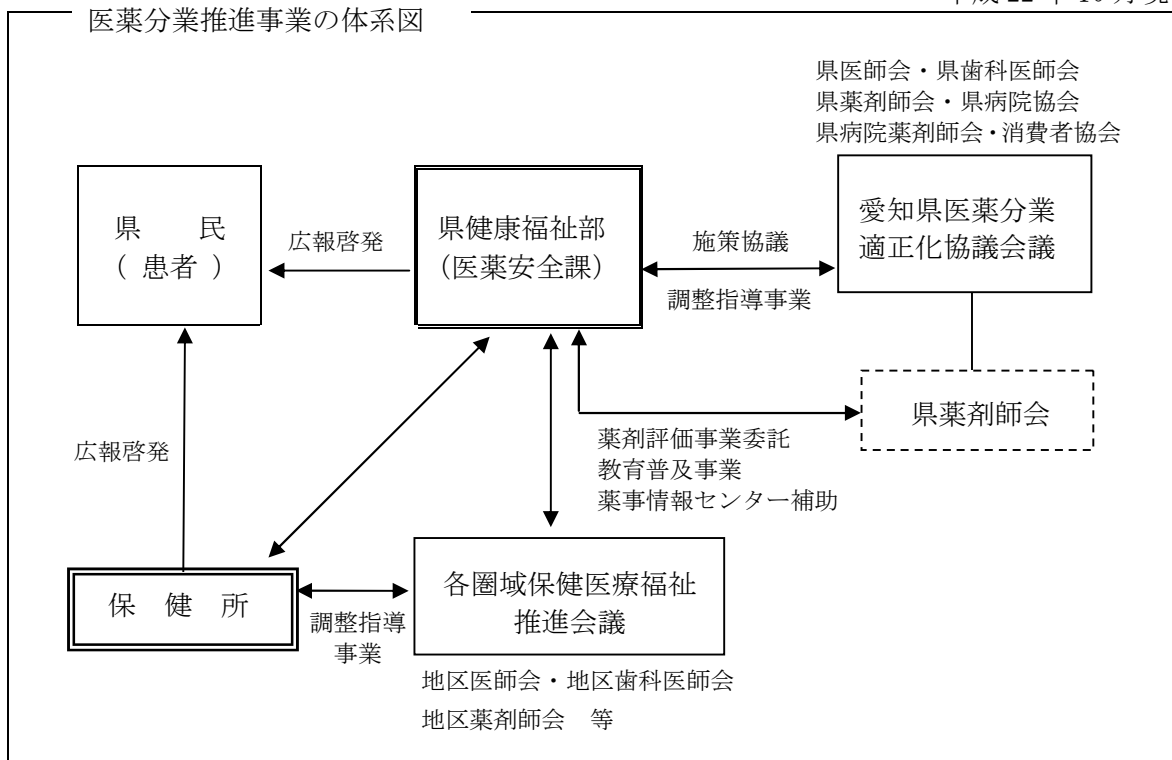 医薬分業推進事業の体系図
県医師会・県歯科医師会
県薬剤師会・県病院協会
県病院薬剤師会・消費者協会
県　　民
（ 患者 ）
広報啓発
県健康福祉部
（医薬安全課）
施策協議
調整指導事業
愛知県医薬分業
適正化協議会議
県薬剤師会
広報啓発
薬剤評価事業委託
教育普及事業
薬事情報センター補助
保　健　所
調整指導
事業
各圏域保健医療福祉
推進会議
地区医師会・地区歯科医師会
地区薬剤師会　等